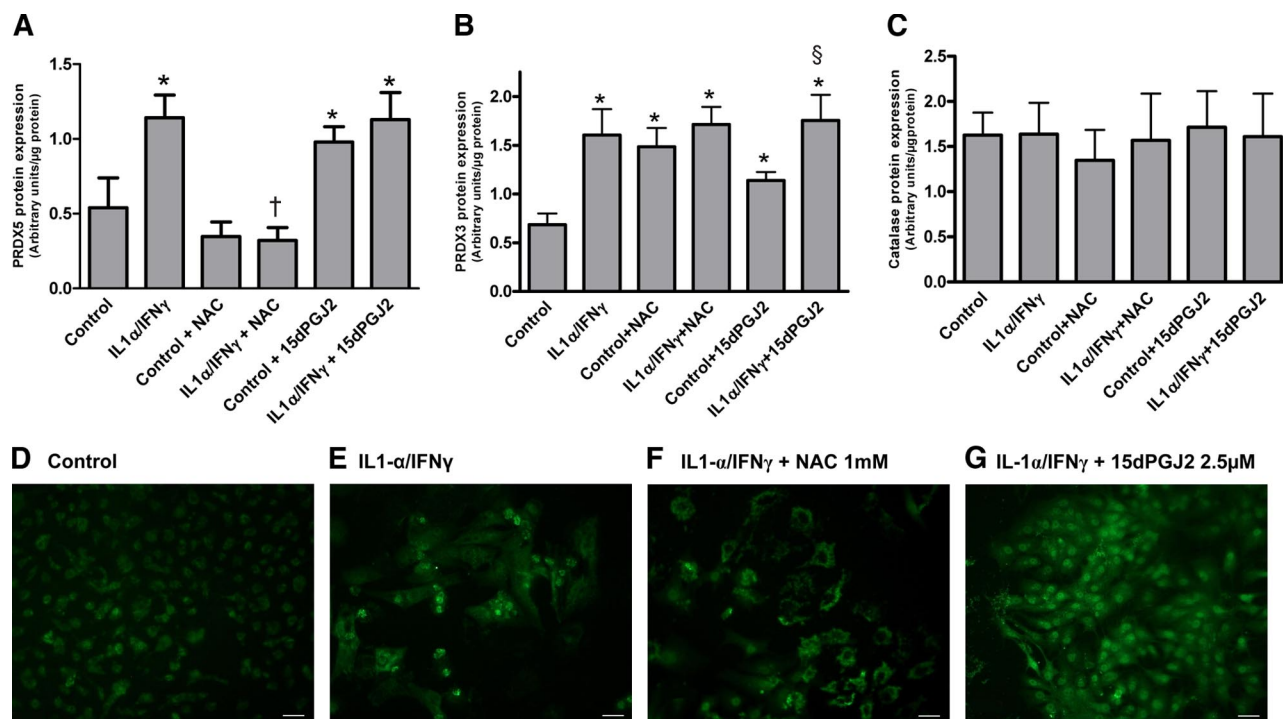 A
PRDX5 protein expression
(Arbitrary units/µg protein)
1.5
1.0
0.5
0.0
*
†
*
*
Control
IL1α/IFNγ
Control + NAC
IL1α/IFNγ + NAC
Control + 15dPGJ2
IL1α/IFNγ + 15dPGJ2
B
PRDX3 protein expression
(Arbitrary units/µg protein)
2.0
1.5
1.0
0.5
0.0
*
*
*
*
§
*
Control
IL1α/IFNγ
Control+NAC
IL1α/IFNγ+NAC
Control+15dPGJ2
IL1α/IFNγ+15dPGJ2
C
Catalase protein expression
(Arbitrary units/µgprotein)
2.5
2.0
1.5
1.0
0.5
0.0
Control
IL1α/IFNγ
Control+NAC
IL1α/IFNγ+NAC
Control+15dPGJ2
IL1α/IFNγ+15dPGJ2
D Control
E IL1-α/IFNγ
F IL1-α/IFNγ + NAC 1mM
G IL-1α/IFNγ + 15dPGJ2 2.5µM